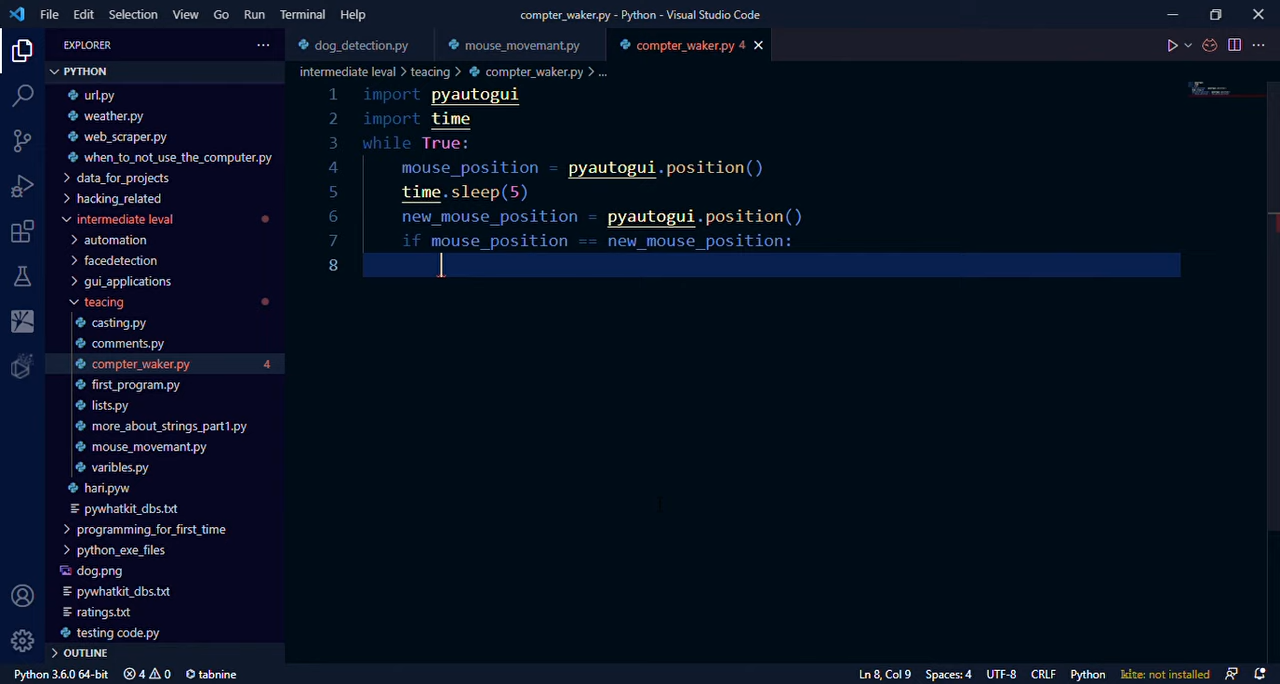 File Edit Selection View Go Run Terminal Help compter_waker.py - Python - Visual Studio Code
EXPLORER
dog_detection.py mouse_movemant.py compter_waker.py 4
PYTHON
intermediate leval > teacing > compter_waker.py > ...
url.py
weather.py
web_scraper.py
when_to_not_use_the_computer.py
data_for_projects
hacking_related
intermediate leval
automation
facedetection
gui_applications
teacing
casting.py
comments.py
compter_waker.py 4
first_program.py
lists.py
more_about_strings_part1.py
mouse_movemant.py
varibles.py
hari.pyw
pywhatkit_dbs.txt
programming_for_first_time
python_exe_files
dog.png
pywhatkit_dbs.txt
ratings.txt
testing code.py
OUTLINE
1 import pyautogui
2 import time
3 while True:
4     mouse_position = pyautogui.position()
5     time.sleep(5)
6     new_mouse_position = pyautogui.position()
7     if mouse_position == new_mouse_position:
8
Python 3.6.0 64-bit 4 0 tabnine Ln 8, Col 9 Spaces: 4 UTF-8 CRLF Python kite: not installed